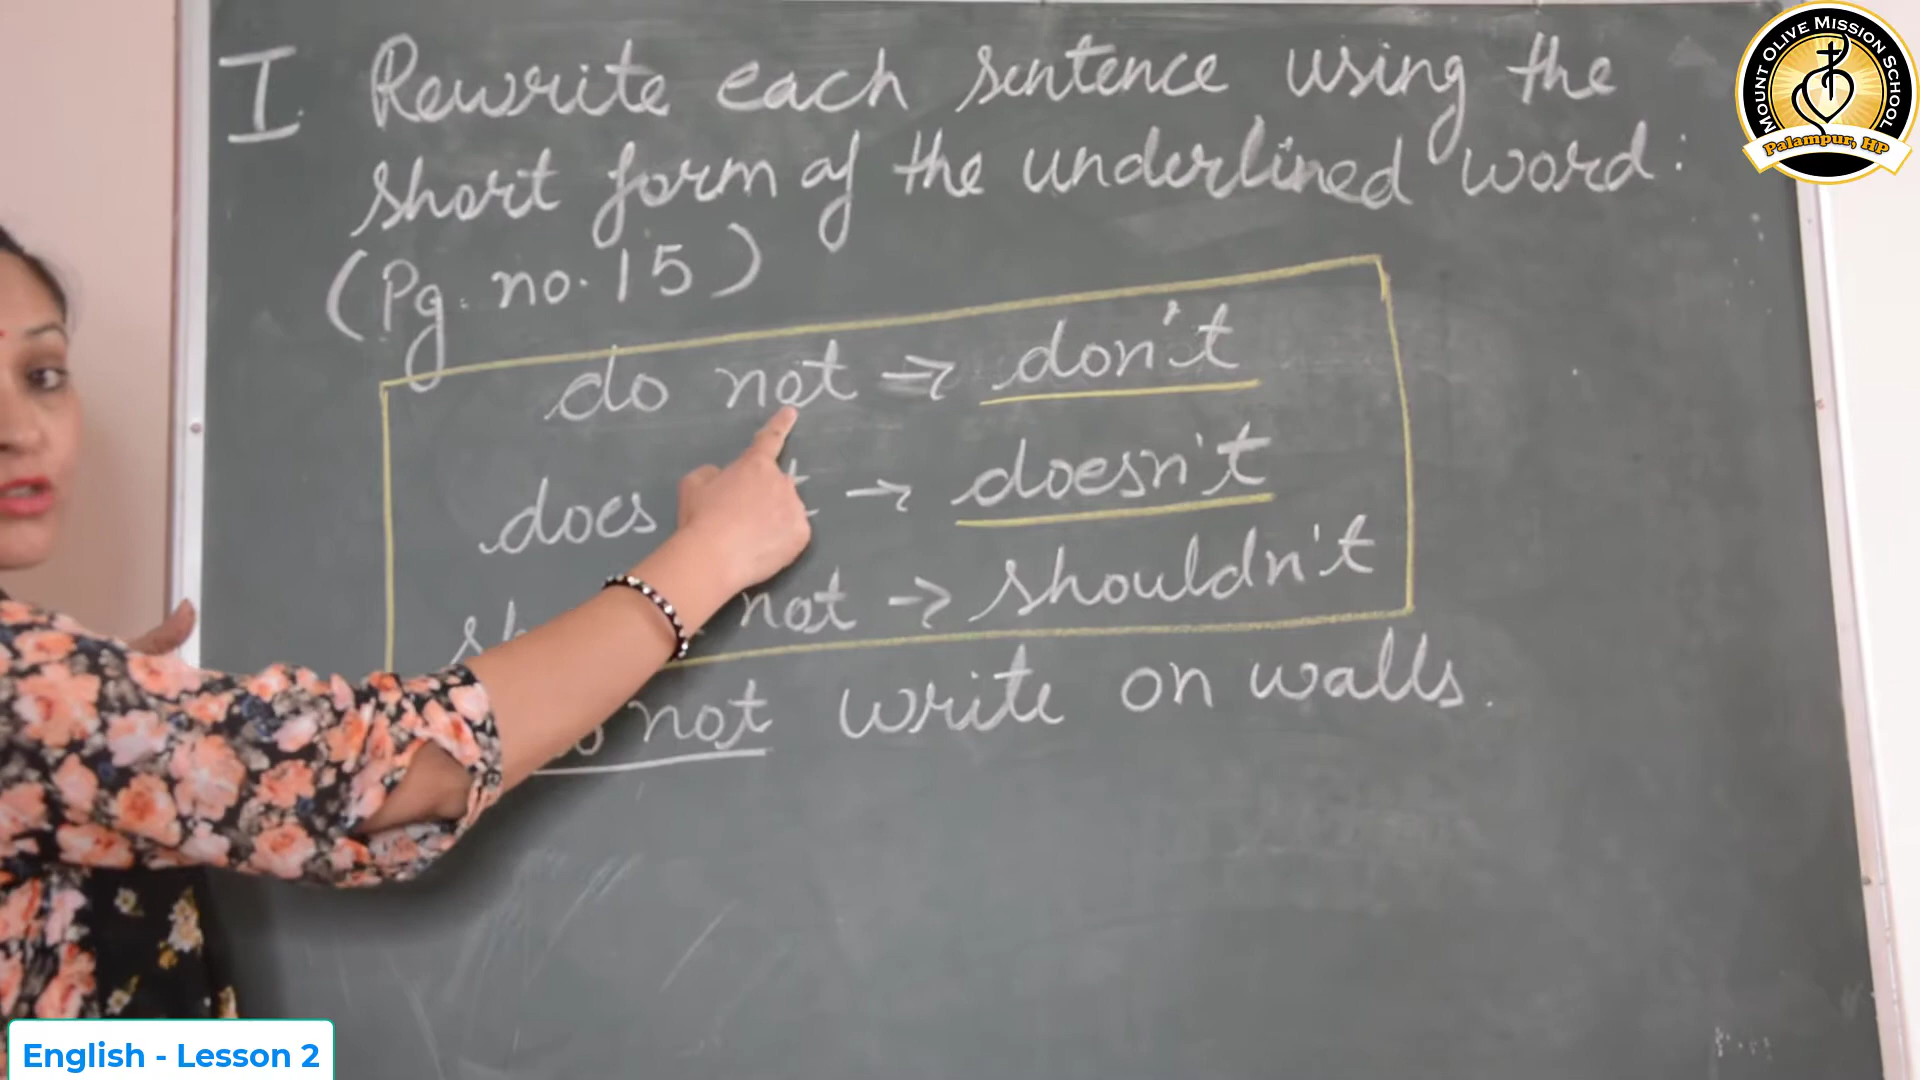 I. Rewrite each sentence using the
short form of the underlined word:
(Pg. no. 15)
do not → don't
does → doesn't
not → shouldn't
not write on walls.
MOUNT OLIVE MISSION SCHOOL
Palampur, HP
English - Lesson 2